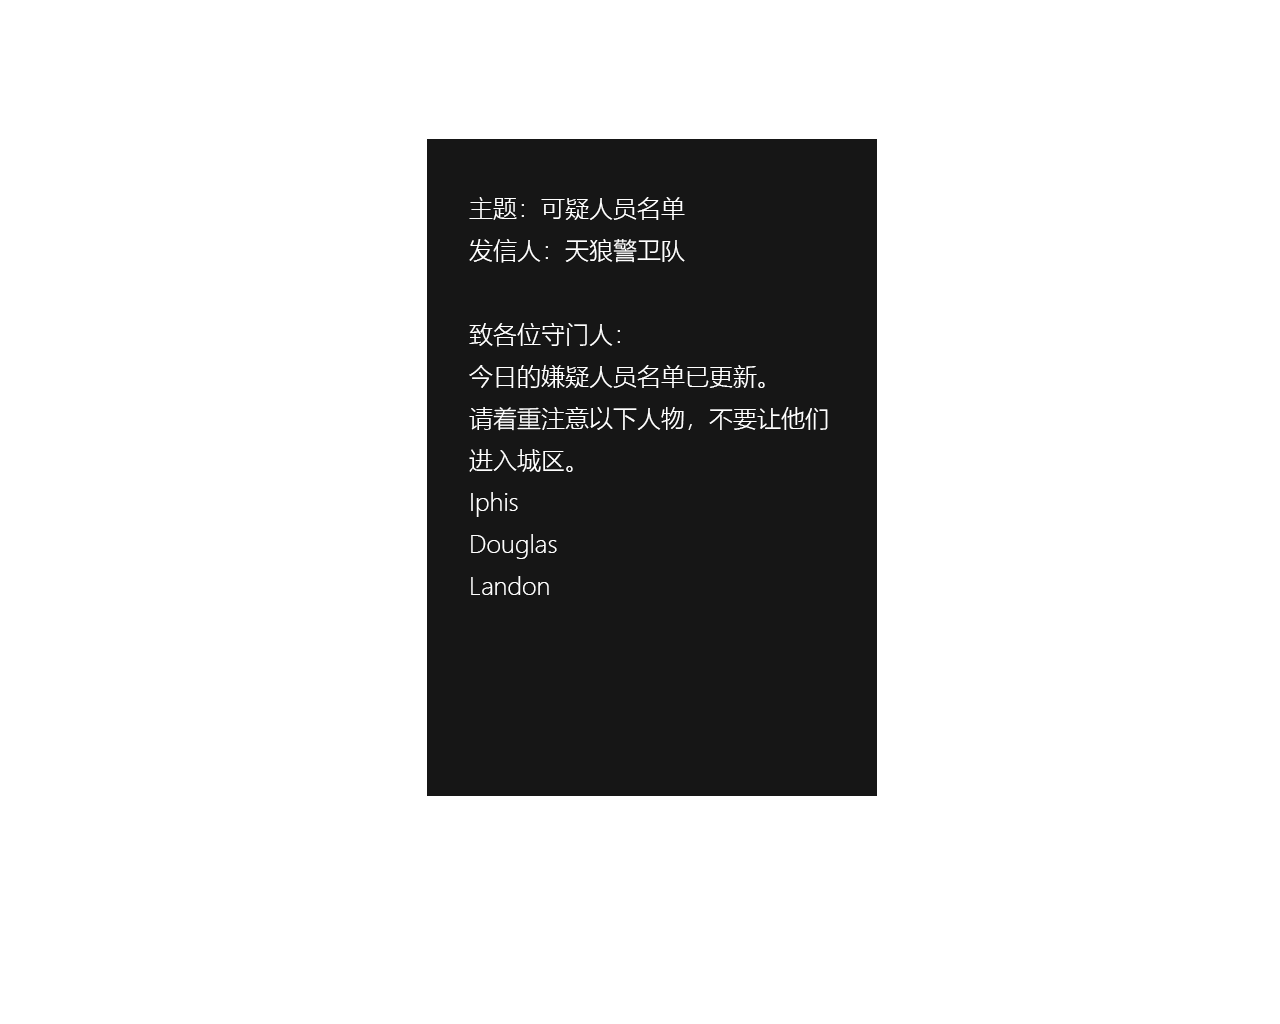 主题：可疑人员名单
发信人：天狼警卫队
致各位守门人：
今日的嫌疑人员名单已更新。
请着重注意以下人物，不要让他们
进入城区。
Iphis
Douglas
Landon